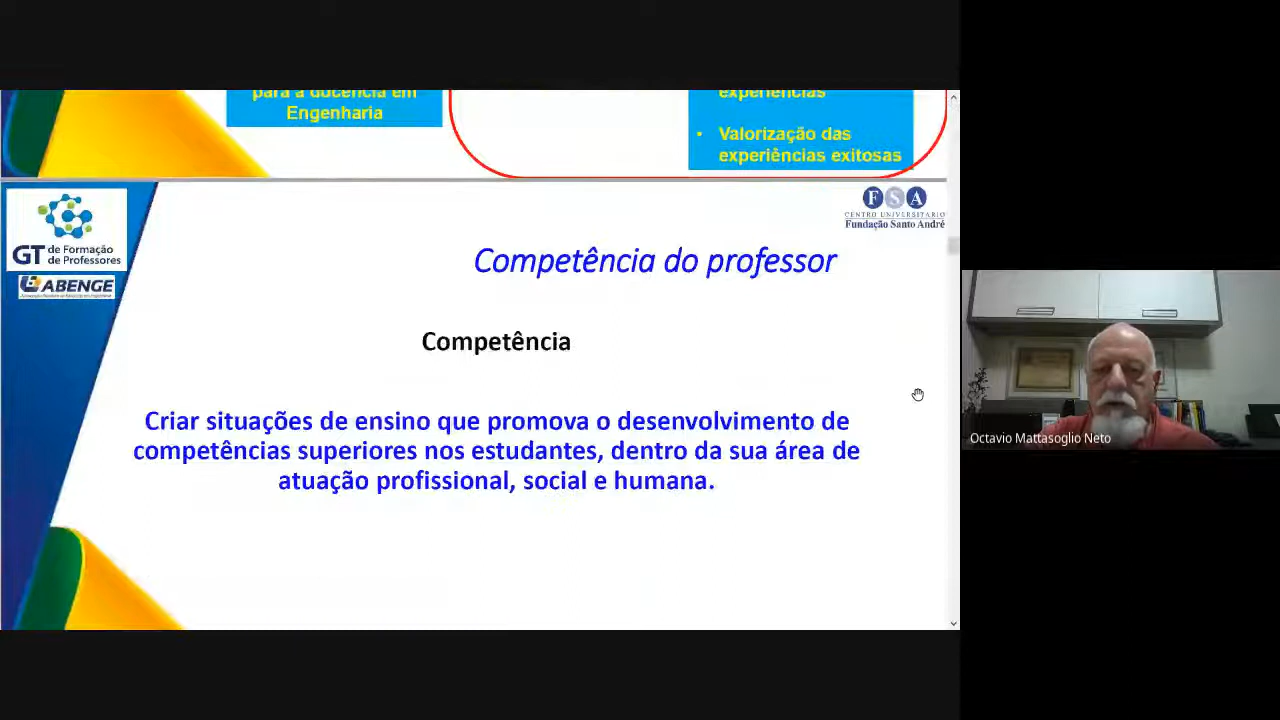 para a docência em
Engenharia
experiências
• Valorização das
experiências exitosas
GT de Formação
de Professores
ABENGE
FSA
CENTRO UNIVERSITÁRIO
Fundação Santo André
Competência do professor
Competência
Criar situações de ensino que promova o desenvolvimento de
competências superiores nos estudantes, dentro da sua área de
atuação profissional, social e humana.
Octavio Mattasoglio Neto